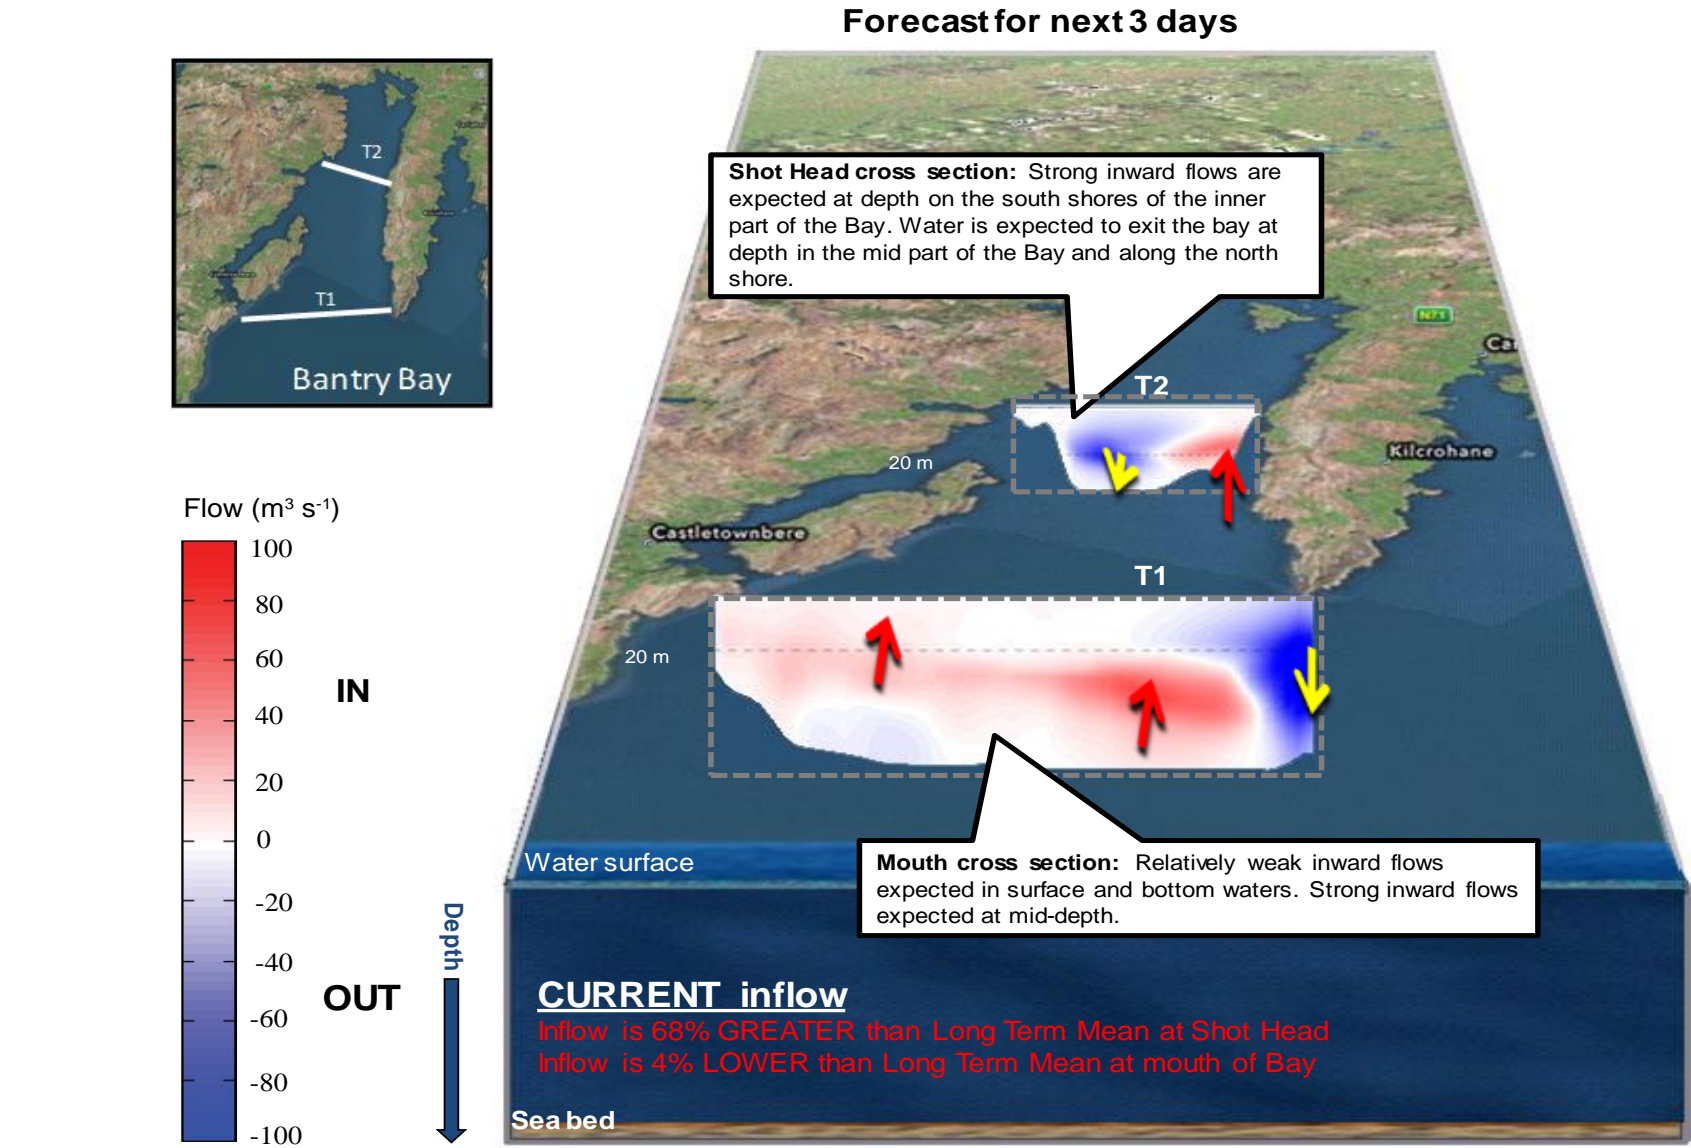 Forecast for next 3 days
T2
T1
Bantry Bay
Shot Head cross section: Strong inward flows are
expected at depth on the south shores of the inner
part of the Bay. Water is expected to exit the bay at
depth in the mid part of the Bay and along the north
shore.
N71
T2
20 m
Kilcrohane
Castletownbere
T1
20 m
Flow (m³ s⁻¹)
100
80
60
40
20
0
-20
-40
-60
-80
-100
IN
OUT
Depth
Water surface
Mouth cross section: Relatively weak inward flows
expected in surface and bottom waters. Strong inward flows
expected at mid-depth.
CURRENT inflow
Inflow is 68% GREATER than Long Term Mean at Shot Head
Inflow is 4% LOWER than Long Term Mean at mouth of Bay
Sea bed